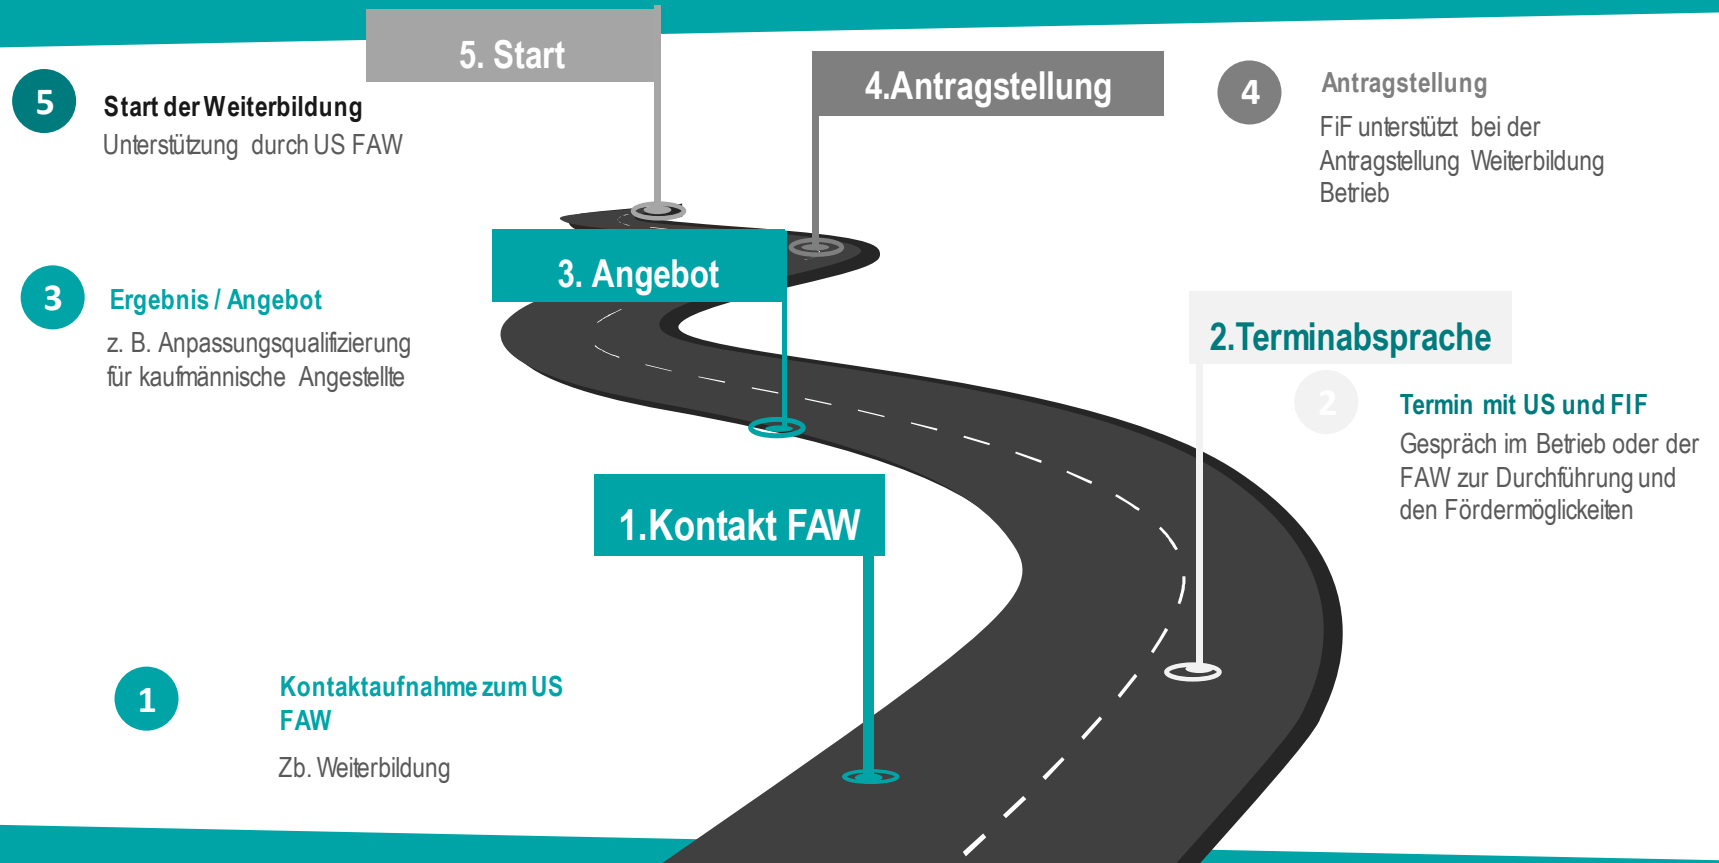 5. Start
4.Antragstellung
5
Start der Weiterbildung
Unterstützung durch US FAW
4
Antragstellung
FiF unterstützt bei der
Antragstellung Weiterbildung
Betrieb
3. Angebot
3
Ergebnis / Angebot
z. B. Anpassungsqualifizierung
für kaufmännische Angestellte
2.Terminabsprache
2
Termin mit US und FIF
Gespräch im Betrieb oder der
FAW zur Durchführung und
den Fördermöglickeiten
1.Kontakt FAW
1
Kontaktaufnahme zum US
FAW
Zb. Weiterbildung